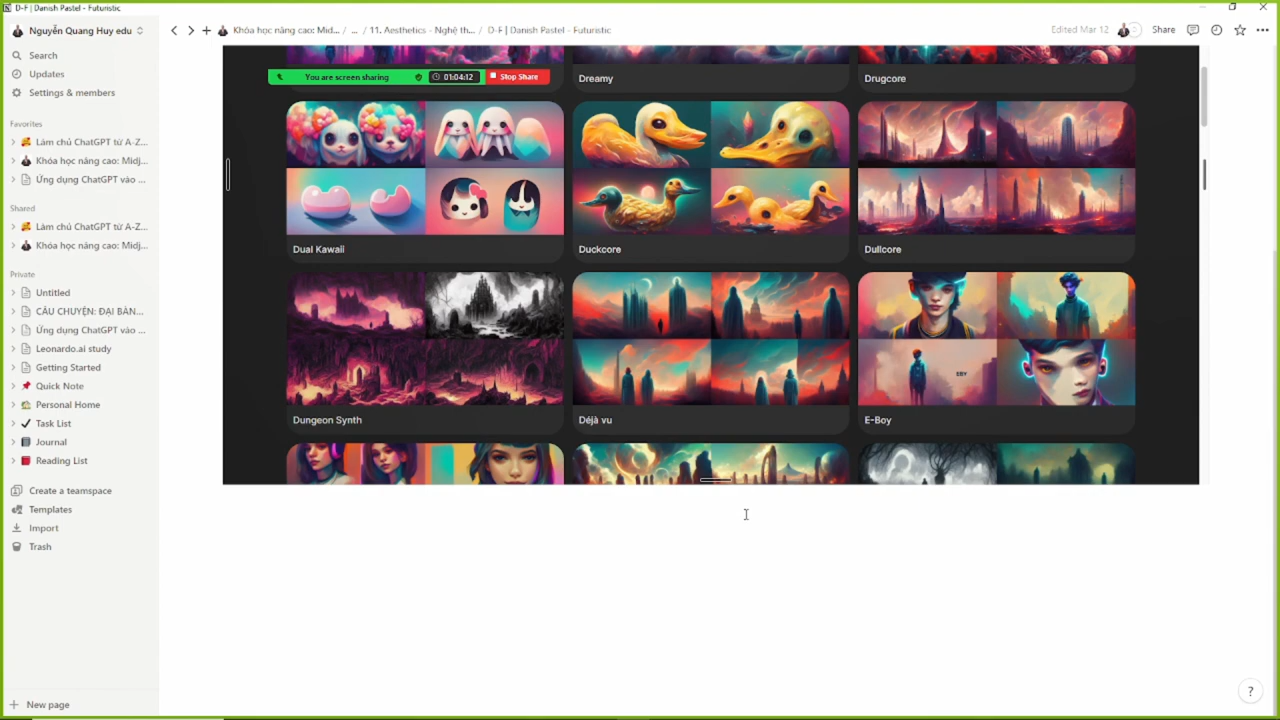 D-F | Danish Pastel - Futuristic
Nguyễn Quang Huy edu
Khóa học nâng cao: Mid... / ... / 11. Aesthetics - Nghệ th... / D-F | Danish Pastel - Futuristic
Edited Mar 12
Share
Search
Updates
Settings & members
Favorites
Làm chủ ChatGPT từ A-Z...
Khóa học nâng cao: Midj...
Ứng dụng ChatGPT vào ...
Shared
Làm chủ ChatGPT từ A-Z...
Khóa học nâng cao: Midj...
Private
Untitled
CÂU CHUYỆN: ĐẠI BÀN...
Ứng dụng ChatGPT vào ...
Leonardo.ai study
Getting Started
Quick Note
Personal Home
Task List
Journal
Reading List
Create a teamspace
Templates
Import
Trash
New page
You are screen sharing
01:04:12
Stop Share
Dreamy
Drugcore
Dual Kawaii
Duckcore
Dullcore
Dungeon Synth
Déjà vu
E-Boy
?